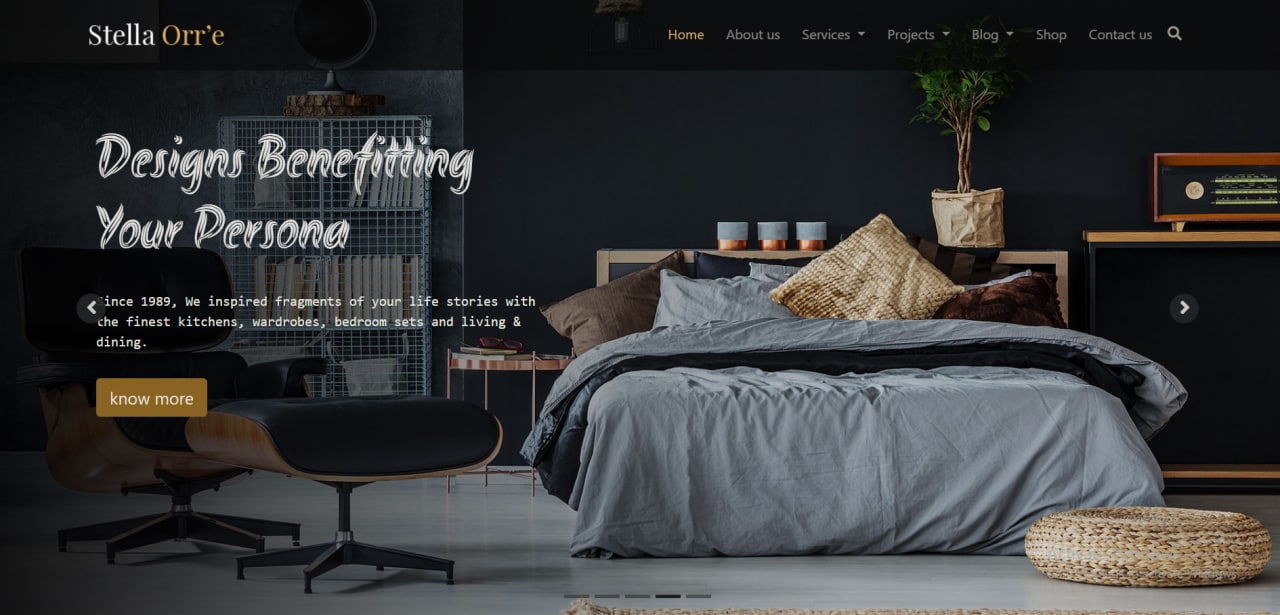 Stella Orr’e
Home About us Services Projects Blog Shop Contact us
Designs Benefitting
Your Persona
ince 1989, We inspired fragments of your life stories with
the finest kitchens, wardrobes, bedroom sets and living &
dining.
know more